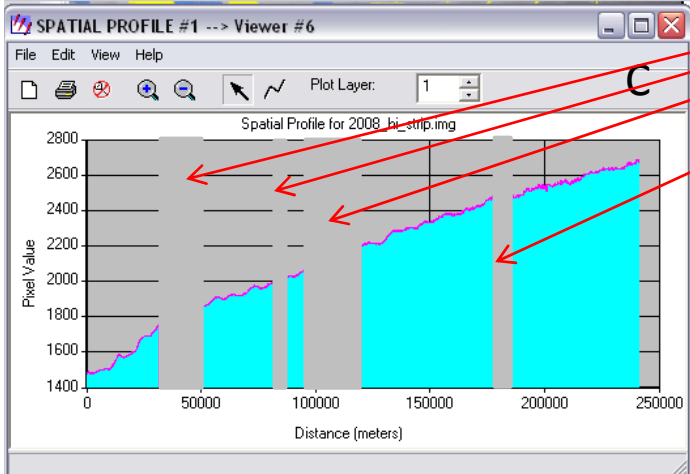 SPATIAL PROFILE #1 --> Viewer #6
File Edit View Help
Plot Layer: 1
C
Spatial Profile for 2008_hi_strip.img
2800
2600
2400
2200
2000
1800
1600
1400
Pixel Value
0 50000 100000 150000 200000 250000
Distance (meters)